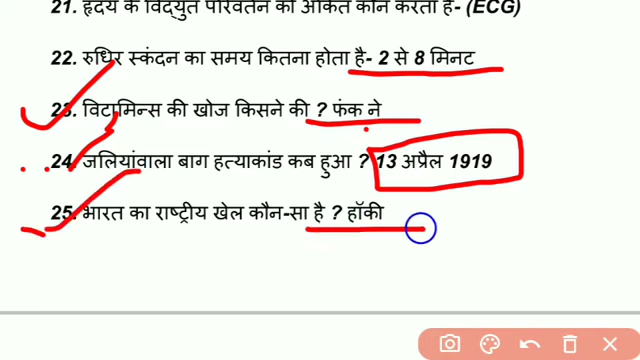 21. हृदय के विद्युत परिवर्तन को अंकित कौन करता है- (ECG)
22. रुधिर स्कंदन का समय कितना होता है- 2 से 8 मिनट
23. विटामिन्स की खोज किसने की ? फंक ने
24. जलियांवाला बाग हत्याकांड कब हुआ ? 13 अप्रैल 1919
25. भारत का राष्ट्रीय खेल कौन-सा है ? हॉकी